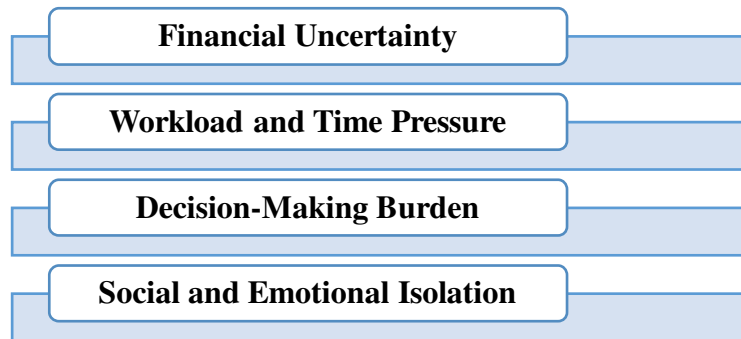 Financial Uncertainty
Workload and Time Pressure
Decision-Making Burden
Social and Emotional Isolation